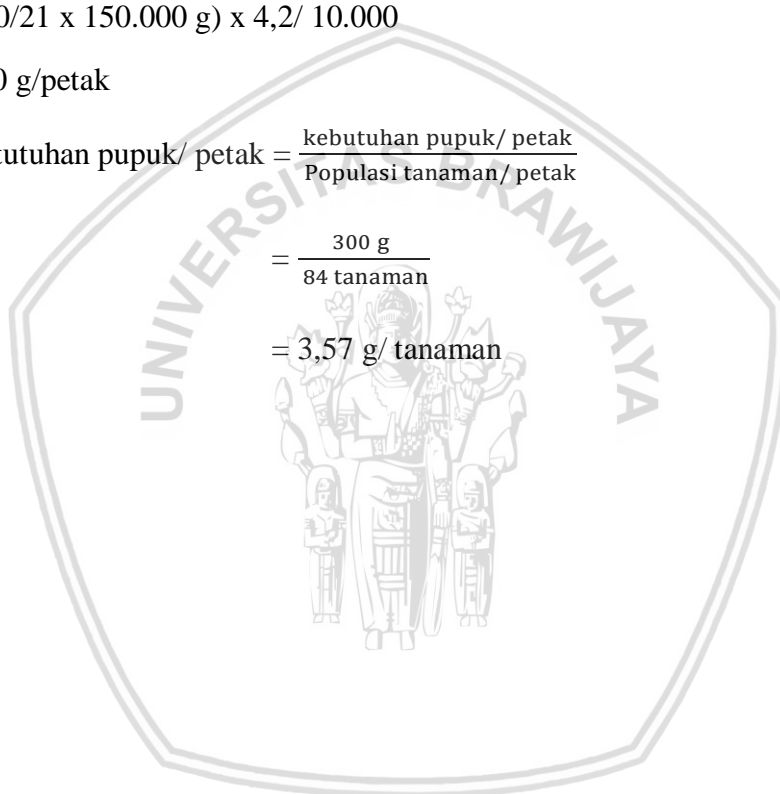 0/21 x 150.000 g) x 4,2/ 10.000
0 g/petak
utuhan pupuk/ petak = kebutuhan pupuk/ petak
Populasi tanaman/ petak
= 300 g
84 tanaman
= 3,57 g/ tanaman
UNIVERSITAS BRAWIJAYA